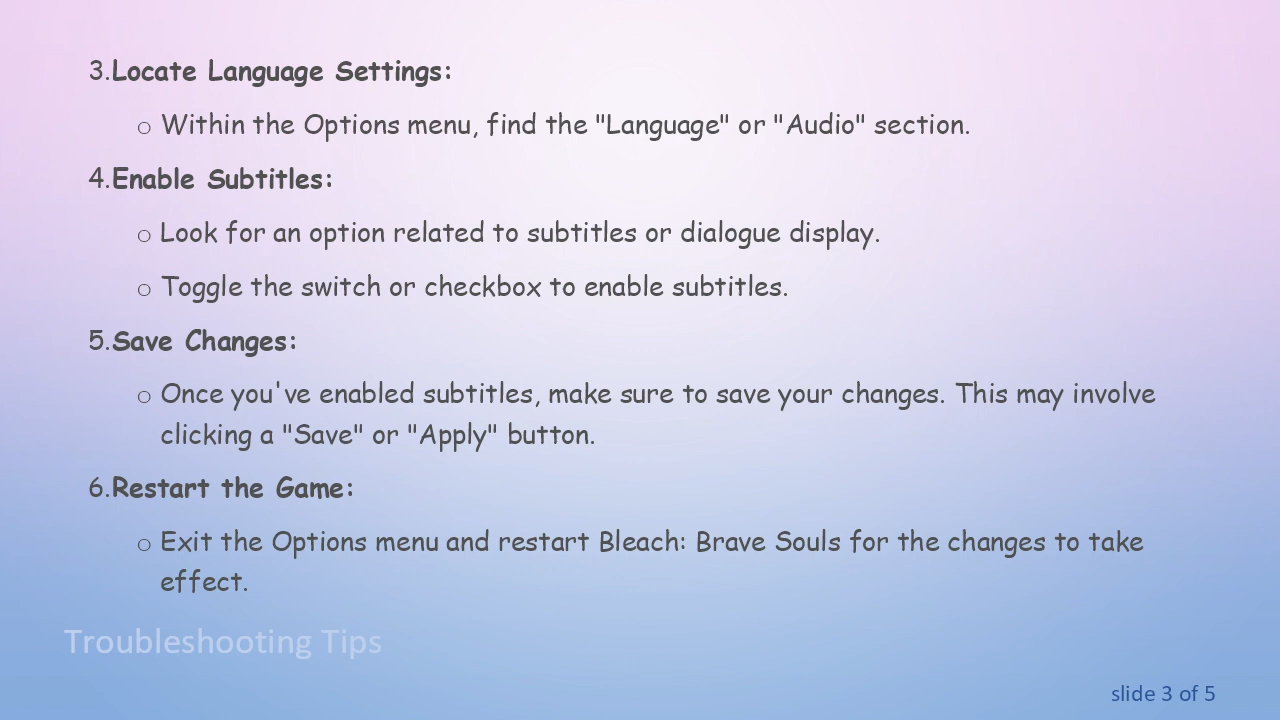 3.Locate Language Settings:
o Within the Options menu, find the "Language" or "Audio" section.
4.Enable Subtitles:
o Look for an option related to subtitles or dialogue display.
o Toggle the switch or checkbox to enable subtitles.
5.Save Changes:
o Once you've enabled subtitles, make sure to save your changes. This may involve
clicking a "Save" or "Apply" button.
6.Restart the Game:
o Exit the Options menu and restart Bleach: Brave Souls for the changes to take
effect.
Troubleshooting Tips
slide 3 of 5